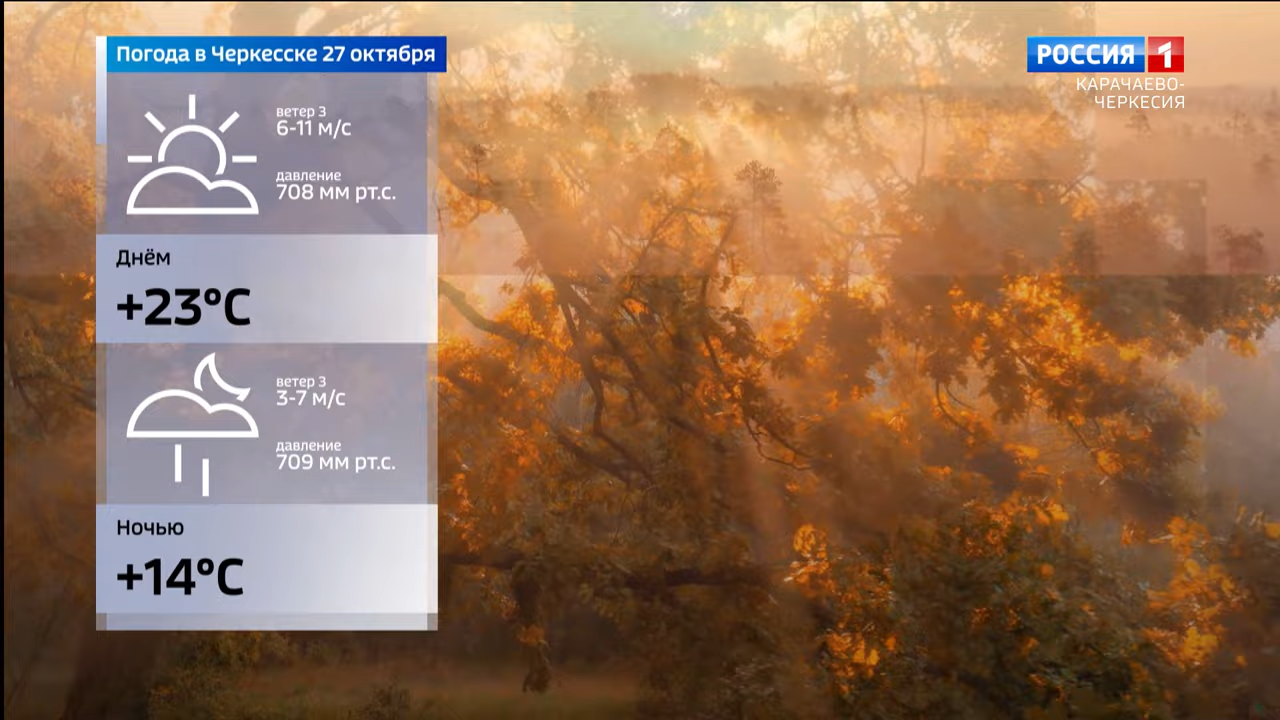 Погода в Черкесске 27 октября
РОССИЯ 1
КАРАЧАЕВО-
ЧЕРКЕСИЯ
ветер З
6-11 м/с
давление
708 мм рт.с.
Днём
+23°C
ветер З
3-7 м/с
давление
709 мм рт.с.
Ночью
+14°C